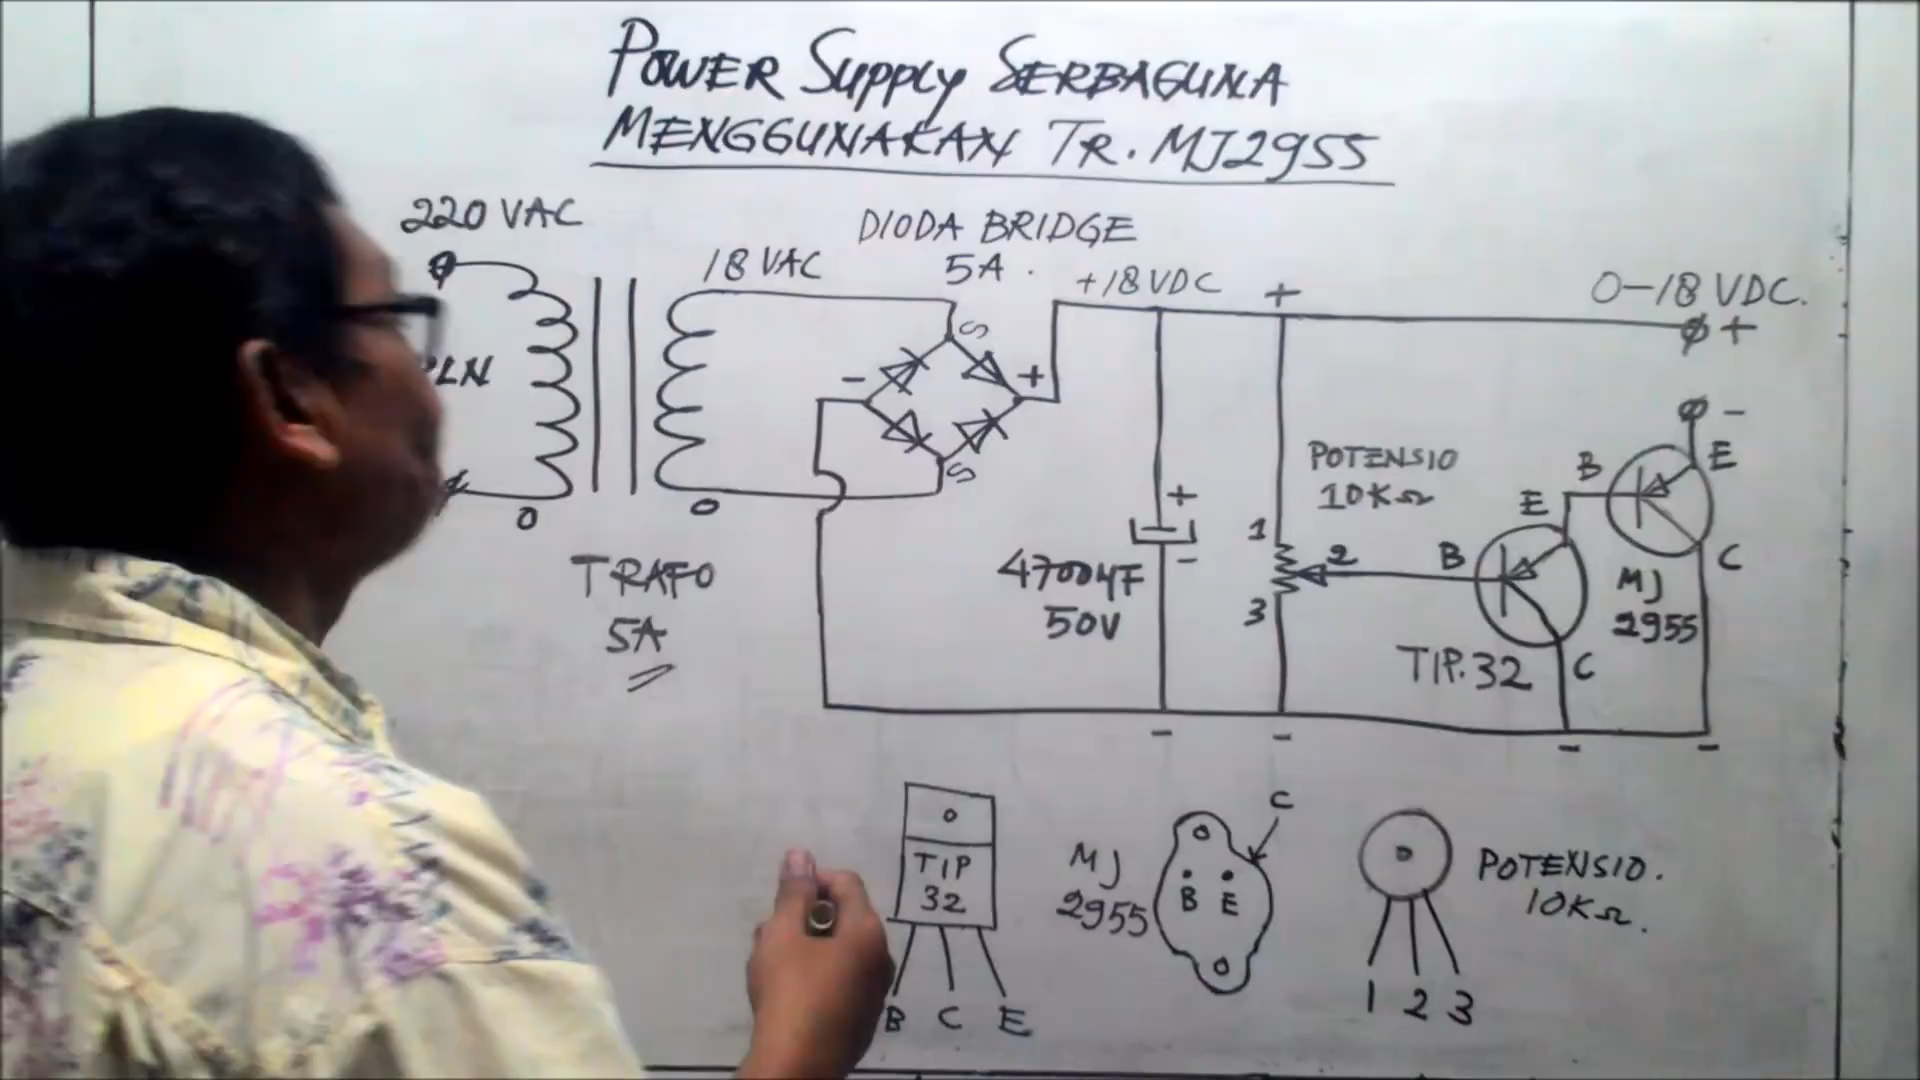 POWER SUPPLY SERBAGUNA
MENGGUNAKAN TR. MJ2955
220 VAC
18 VAC
DIODA BRIDGE
5A
+18 VDC
+
0-18 VDC.
+
-
S
-
+
S
0
0
TRAFO
5A
+
-
4700µF
50V
POTENSIO
10KΩ
1
2
3
B
E
C
TIP.32
B
E
C
MJ
2955
-
-
-
-
TIP
32
B C E
MJ
2955
B E
C
POTENSIO.
10KΩ.
1 2 3